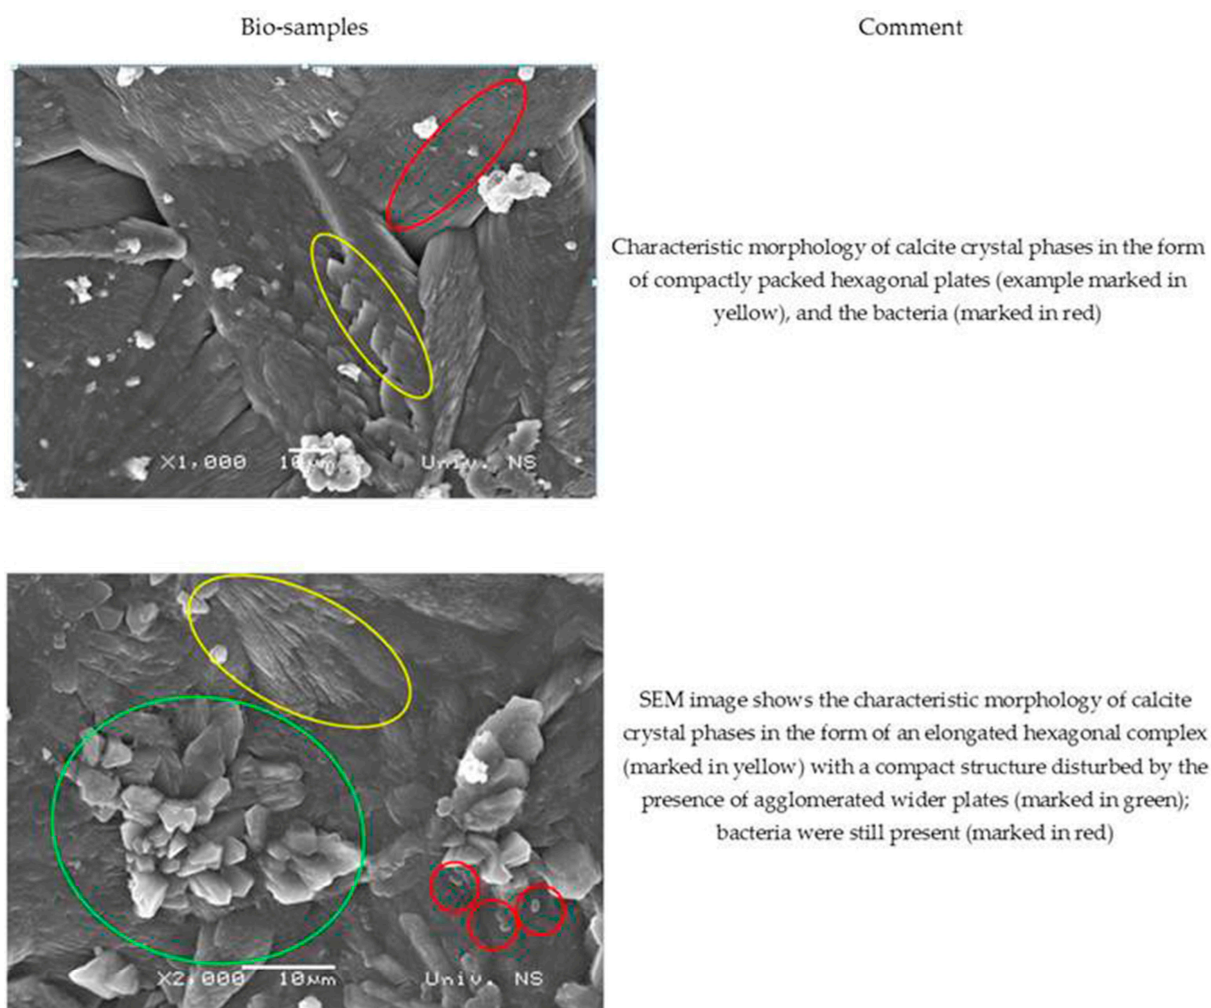 Bio-samples
Comment
X1,000 10μm Univ. NS
Characteristic morphology of calcite crystal phases in the form
of compactly packed hexagonal plates (example marked in
yellow), and the bacteria (marked in red)
SEM image shows the characteristic morphology of calcite
crystal phases in the form of an elongated hexagonal complex
(marked in yellow) with a compact structure disturbed by the
presence of agglomerated wider plates (marked in green);
bacteria were still present (marked in red)
X2,000 10μm Univ. NS